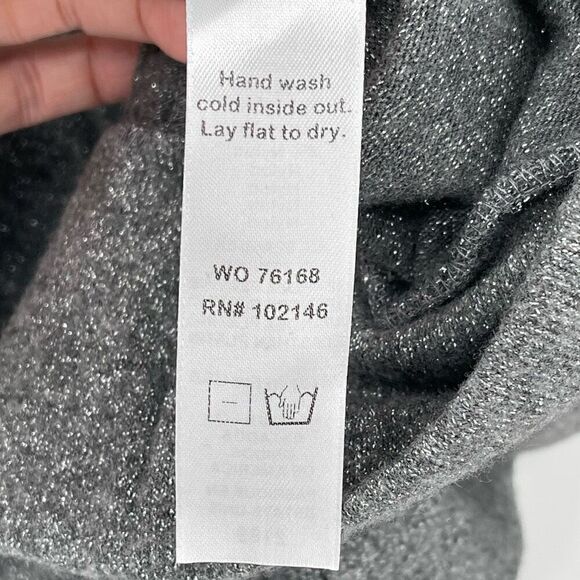 Hand wash
cold inside out.
Lay flat to dry.
WO 76168
RN# 102146